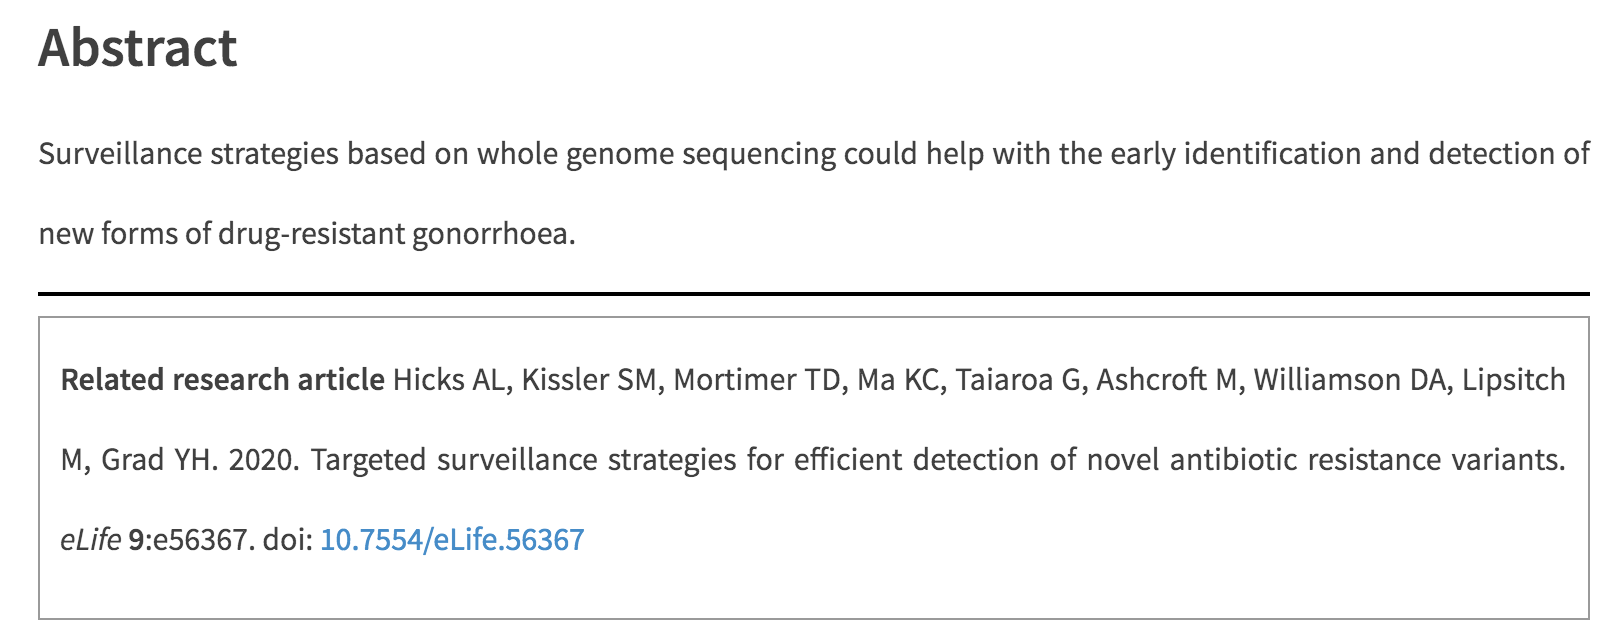 Abstract
Surveillance strategies based on whole genome sequencing could help with the early identification and detection of
new forms of drug-resistant gonorrhoea.
Related research article Hicks AL, Kissler SM, Mortimer TD, Ma KC, Taiaroa G, Ashcroft M, Williamson DA, Lipsitch
M, Grad YH. 2020. Targeted surveillance strategies for efficient detection of novel antibiotic resistance variants.
eLife 9:e56367. doi: 10.7554/eLife.56367